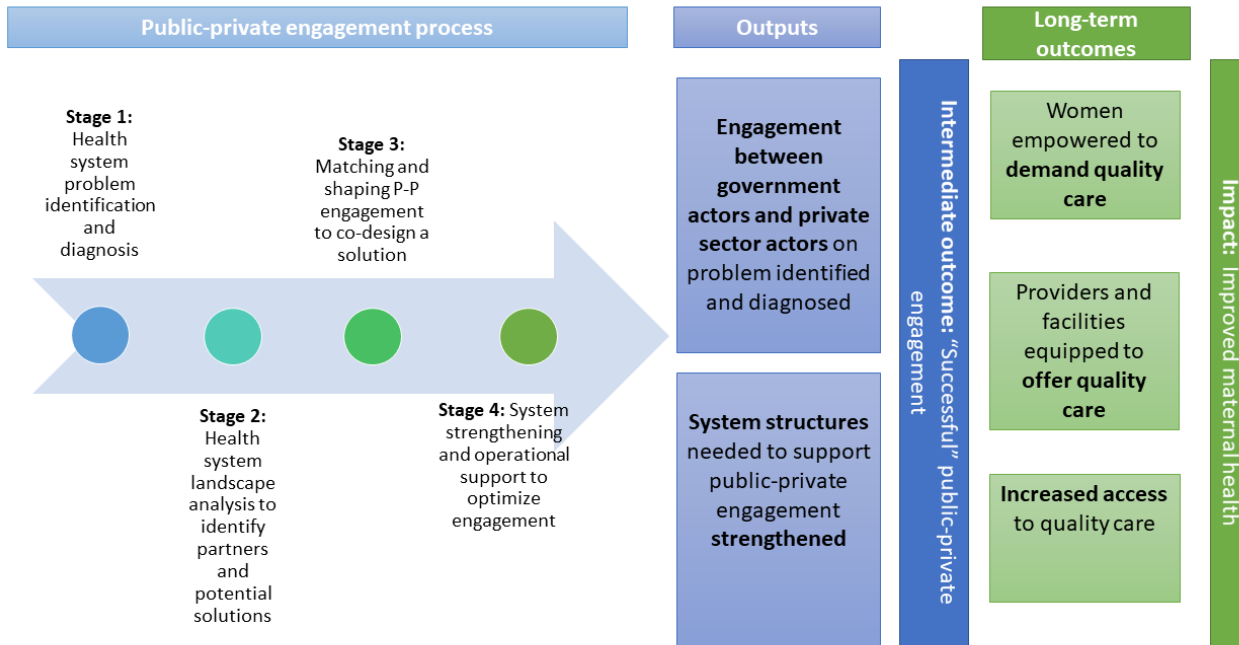 Public-private engagement process
Outputs
Long-term
outcomes
Stage 1:
Health
system
problem
identification
and
diagnosis
Stage 3:
Matching and
shaping P-P
engagement
to co-design a
solution
Stage 2:
Health
system
landscape
analysis to
identify
partners
and
potential
solutions
Stage 4: System
strengthening
and operational
support to
optimize
engagement
Engagement
between
government
actors and private
sector actors on
problem identified
and diagnosed
System structures
needed to support
public-private
engagement
strengthened
Intermediate outcome: “Successful” public-private
engagement
Women
empowered to
demand quality
care
Providers and
facilities
equipped to
offer quality
care
Increased access
to quality care
Impact: Improved maternal health